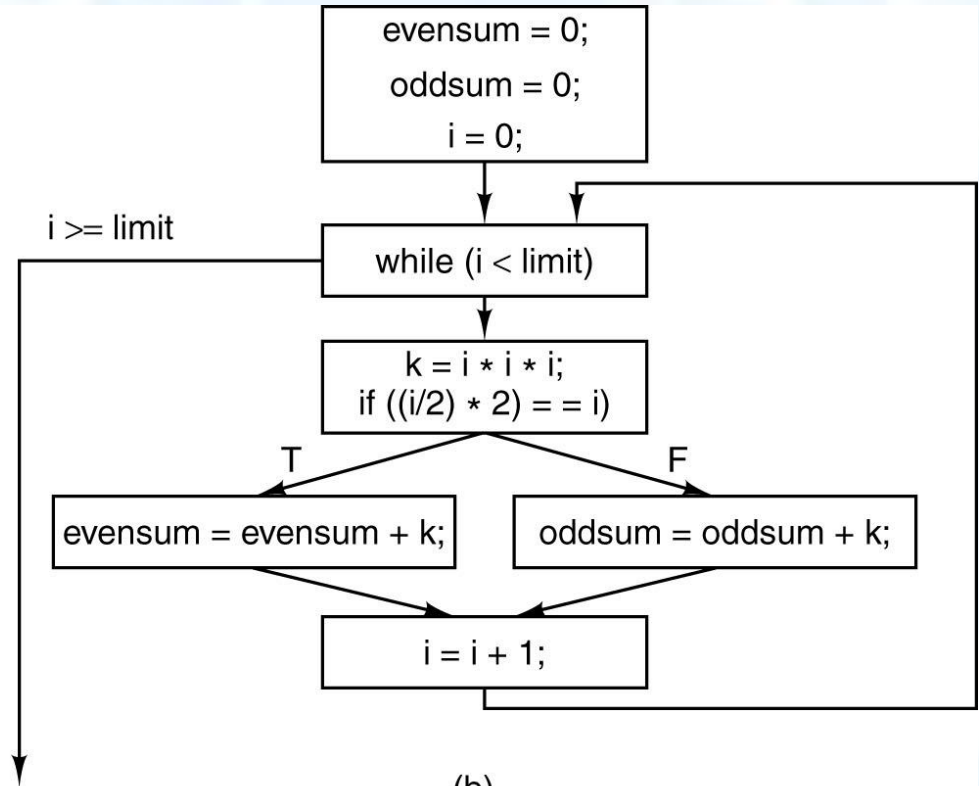 evensum = 0;
oddsum = 0;
i = 0;
i >= limit
while (i < limit)
k = i * i * i;
if ((i/2) * 2) = = i)
T
F
evensum = evensum + k;
oddsum = oddsum + k;
i = i + 1;
(b)